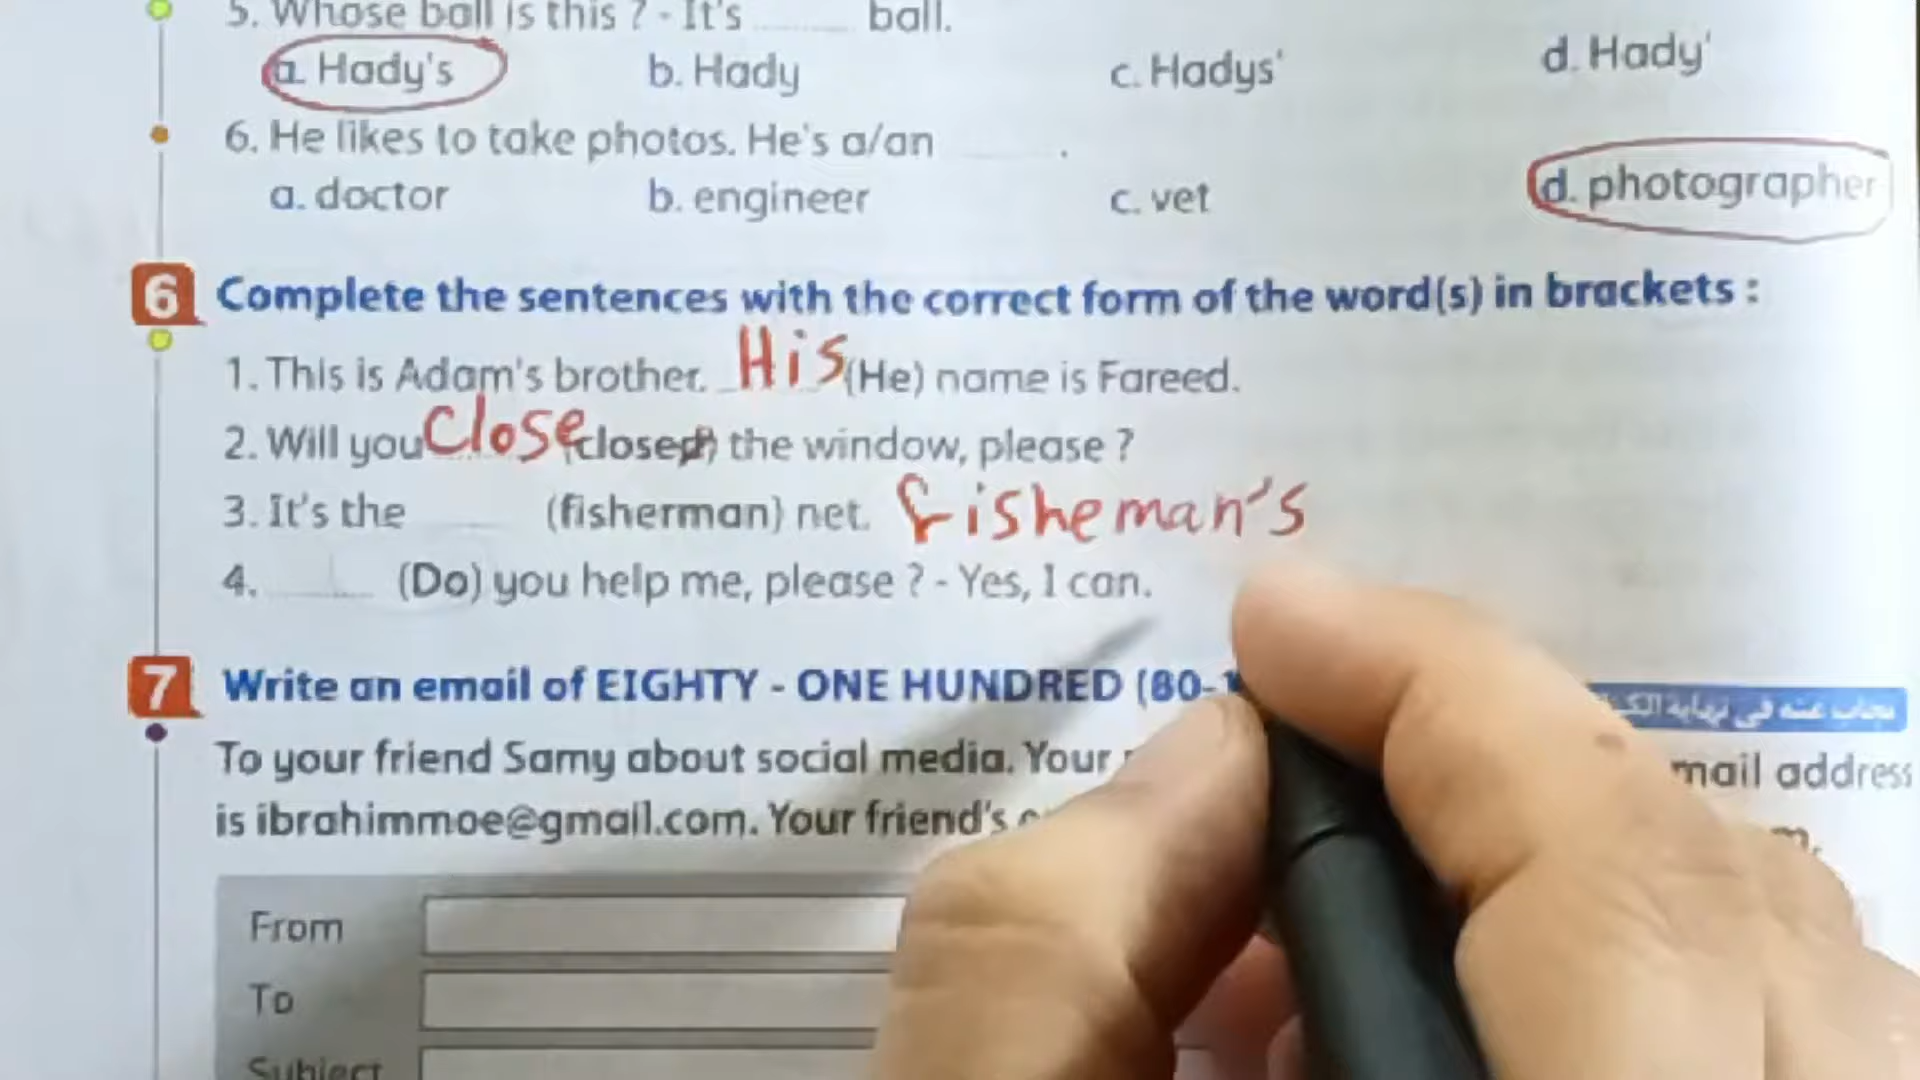 5. Whose ball is this ? - It's ........ ball.
a. Hady's b. Hady c. Hadys' d. Hady'
6. He likes to take photos. He's a/an ........ .
a. doctor b. engineer c. vet d. photographer
6 Complete the sentences with the correct form of the word(s) in brackets :
1. This is Adam's brother. His (He) name is Fareed.
2. Will you Close (closed) the window, please ?
3. It's the ........ (fisherman) net. fisheman's
4. ........ (Do) you help me, please ? - Yes, I can.
7 Write an email of EIGHTY - ONE HUNDRED (80-
يجاب عنه في نهاية
To your friend Samy about social media. Your mail address
is ibrahimmoe@gmail.com. Your friend's
From
To
Subject